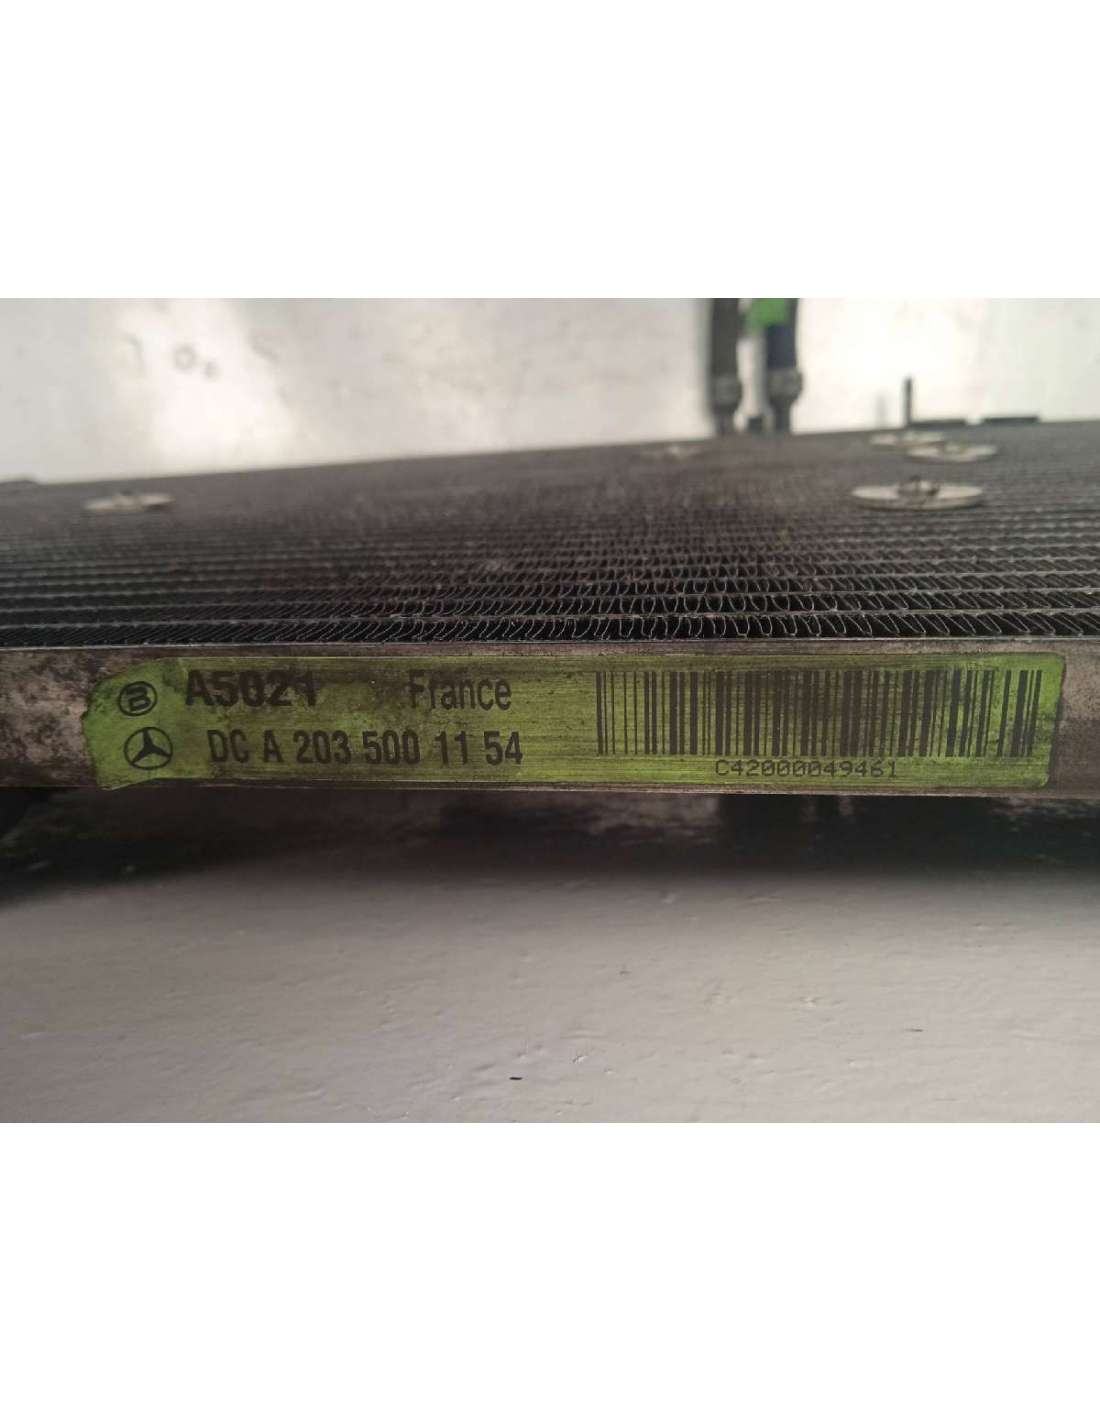 B A5021 France
DC A 203 500 11 54
C42000049461